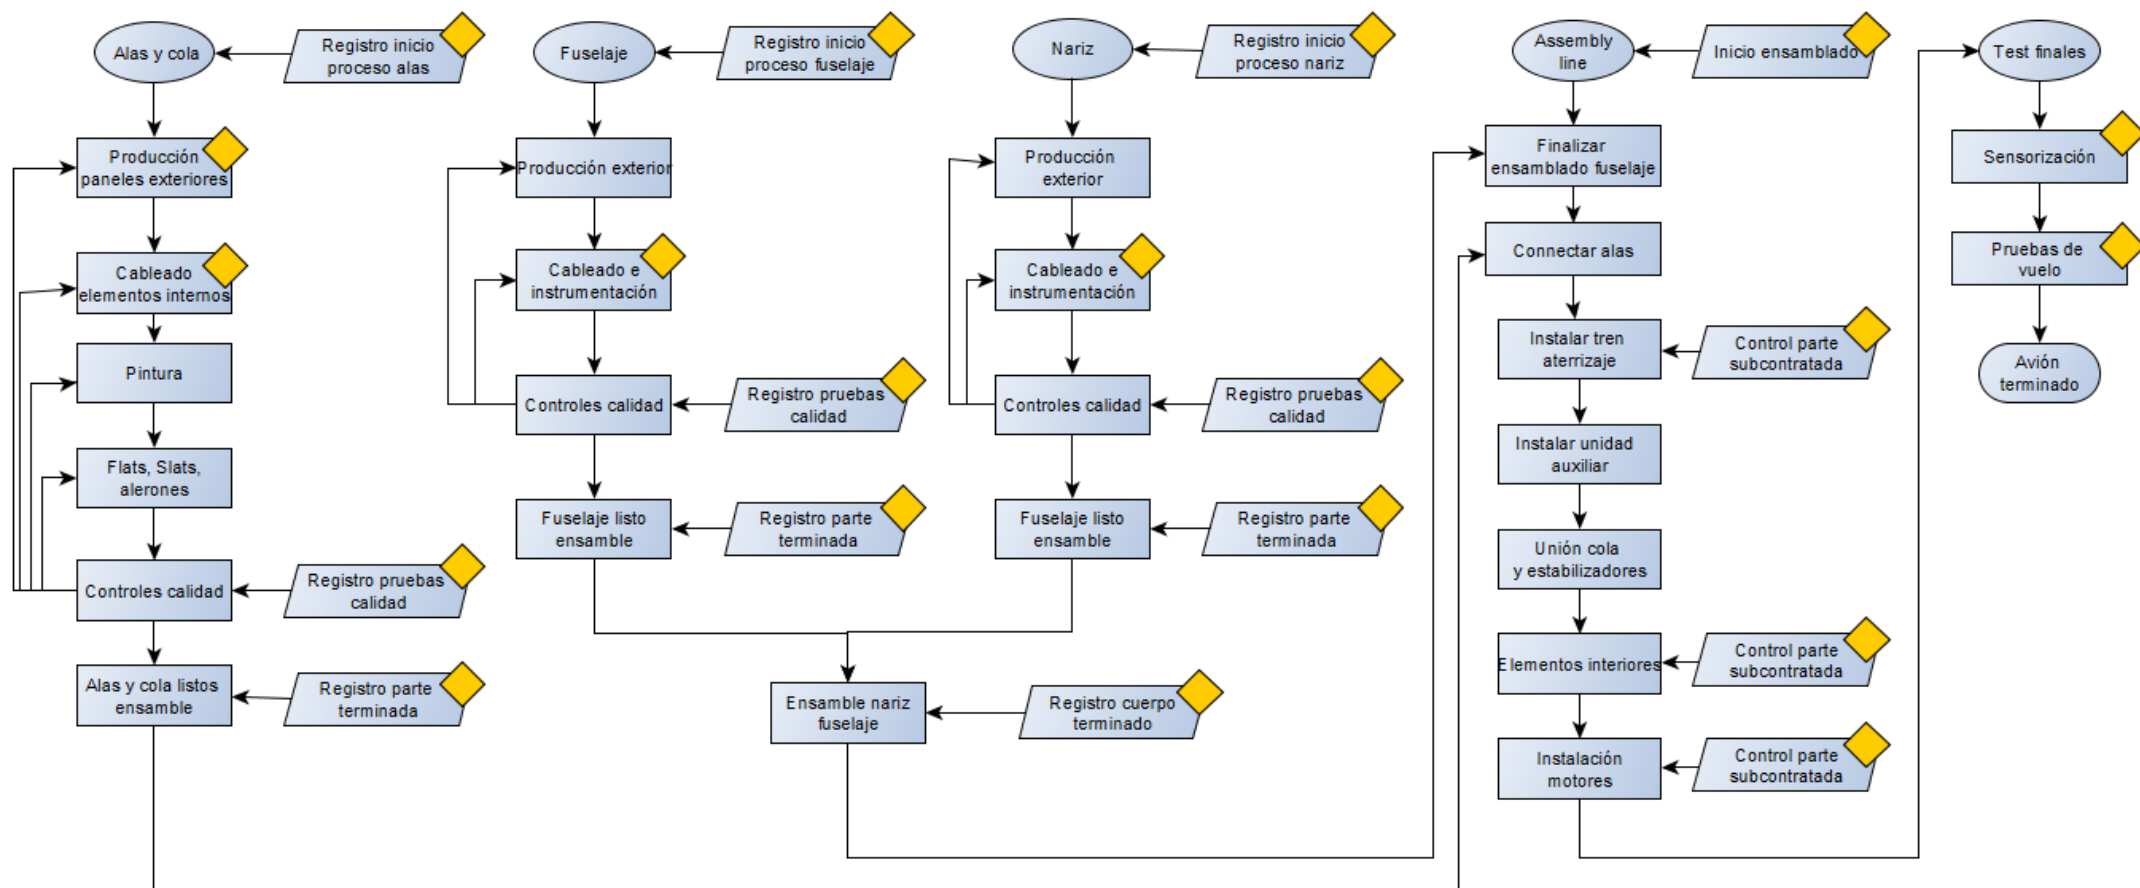 Alas y cola
Registro inicio
proceso alas
Producción
paneles exteriores
Cableado
elementos internos
Pintura
Flats, Slats,
alerones
Controles calidad
Registro pruebas
calidad
Alas y cola listos
ensamble
Registro parte
terminada
Fuselaje
Registro inicio
proceso fuselaje
Producción exterior
Cableado e
instrumentación
Controles calidad
Registro pruebas
calidad
Fuselaje listo
ensamble
Registro parte
terminada
Nariz
Registro inicio
proceso nariz
Producción
exterior
Cableado e
instrumentación
Controles calidad
Registro pruebas
calidad
Fuselaje listo
ensamble
Registro parte
terminada
Ensamble nariz
fuselaje
Registro cuerpo
terminado
Assembly
line
Inicio ensamblado
Finalizar
ensamblado fuselaje
Connectar alas
Instalar tren
aterrizaje
Control parte
subcontratada
Instalar unidad
auxiliar
Unión cola
y estabilizadores
Elementos interiores
Control parte
subcontratada
Instalación
motores
Control parte
subcontratada
Test finales
Sensorización
Pruebas de
vuelo
Avión
terminado